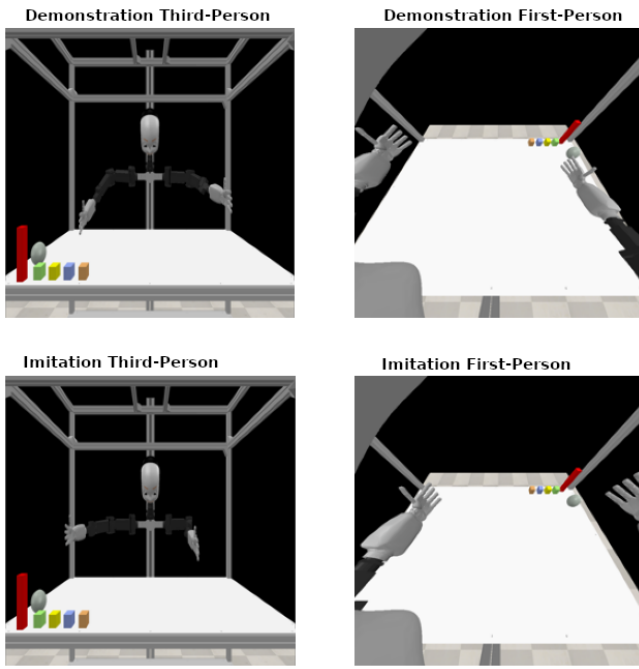 Demonstration Third-Person
Demonstration First-Person
Imitation Third-Person
Imitation First-Person